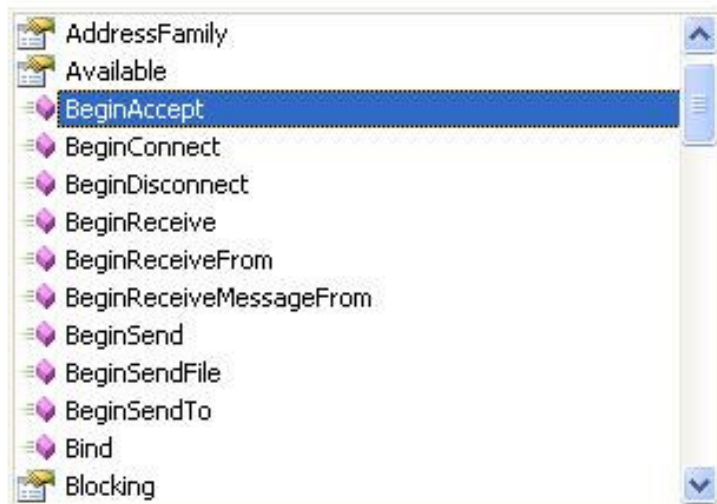 AddressFamily
Available
BeginAccept
BeginConnect
BeginDisconnect
BeginReceive
BeginReceiveFrom
BeginReceiveMessageFrom
BeginSend
BeginSendFile
BeginSendTo
Bind
Blocking